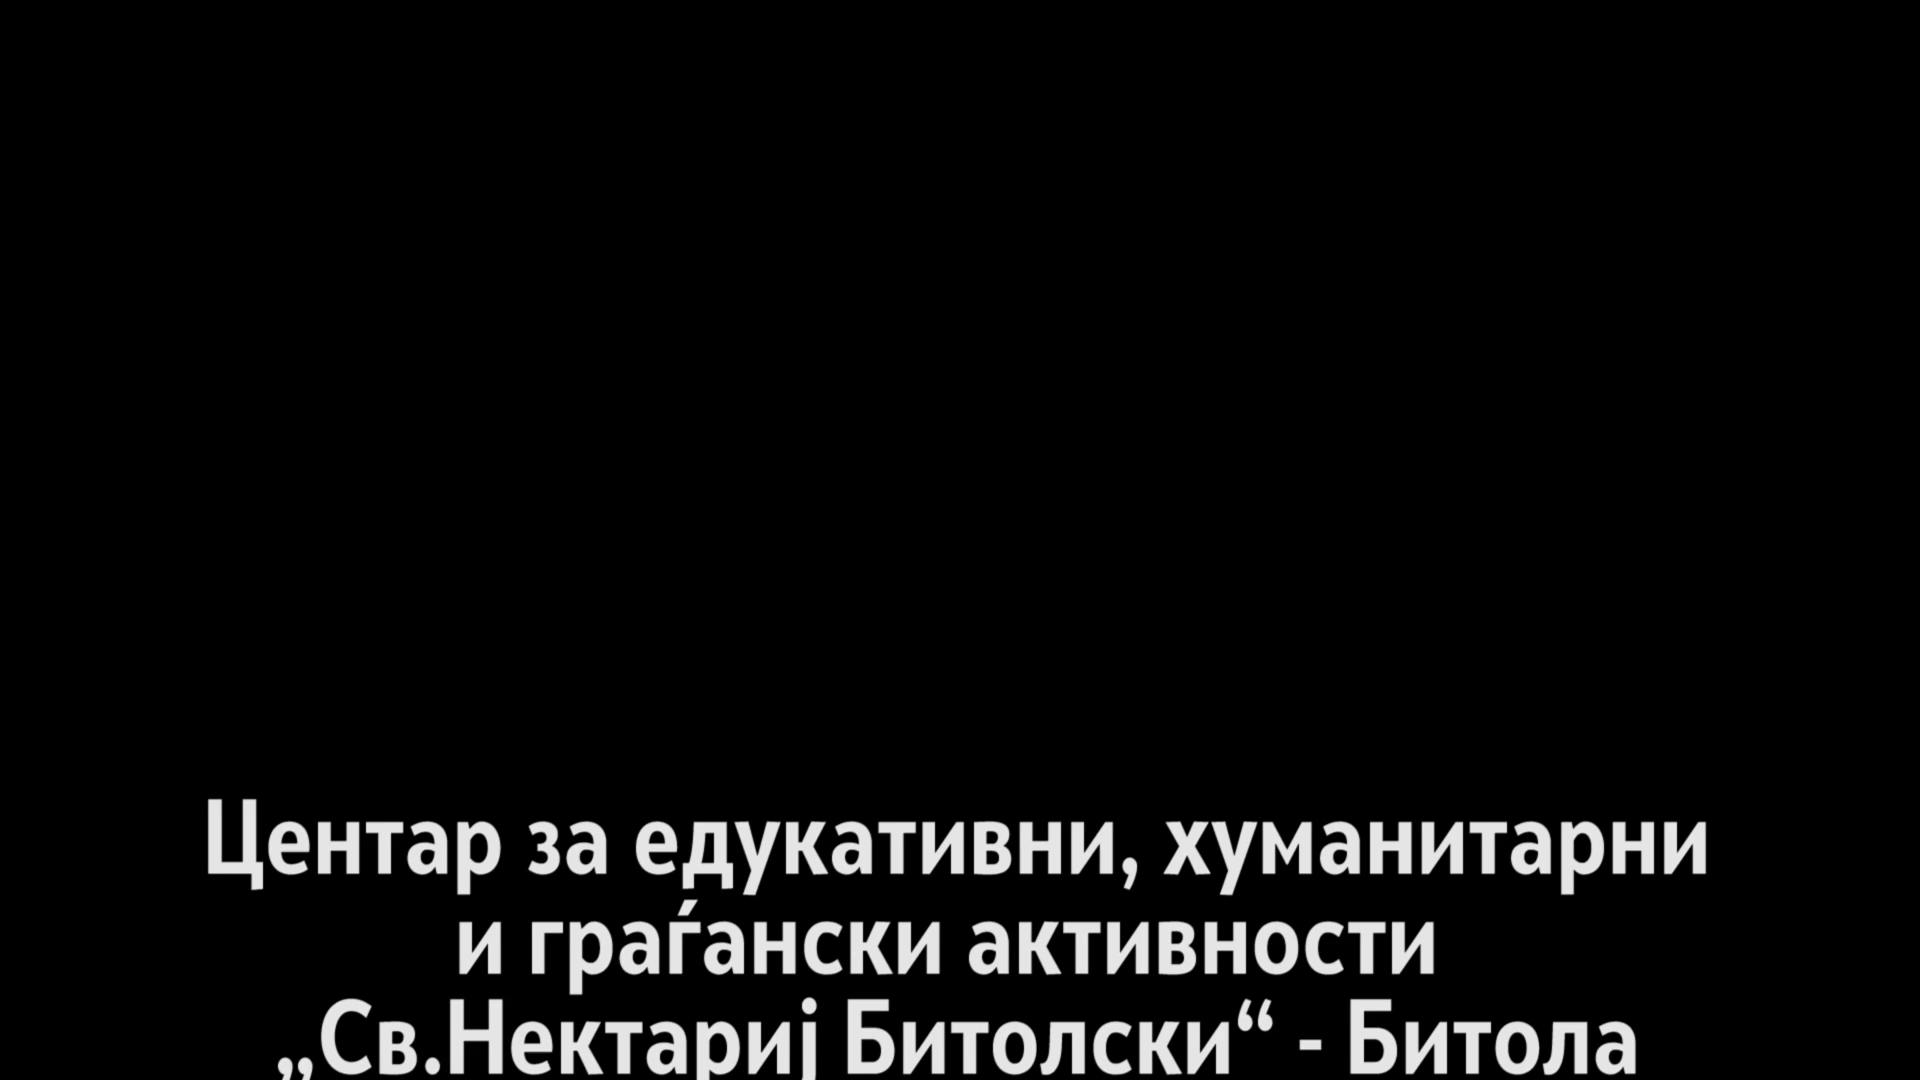 Центар за едукативни, хуманитарни
и граѓански активности
„Св.Нектариј Битолски“ - Битола